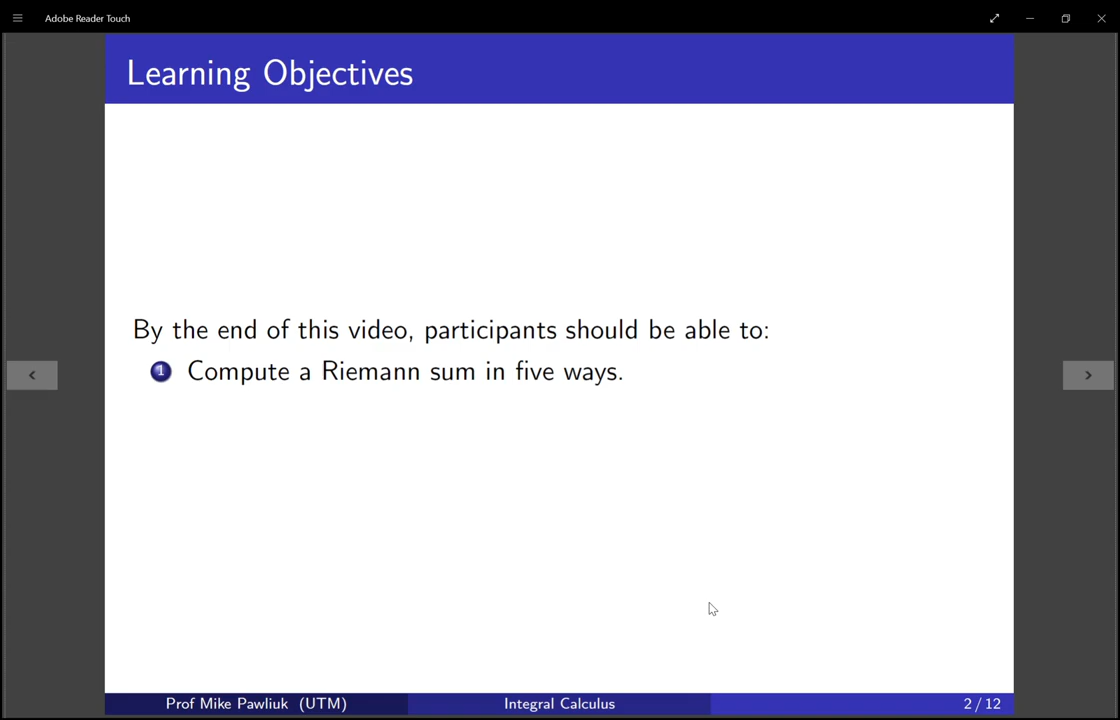 Adobe Reader Touch
Learning Objectives
By the end of this video, participants should be able to:
1 Compute a Riemann sum in five ways.
Prof Mike Pawliuk (UTM) Integral Calculus 2 / 12